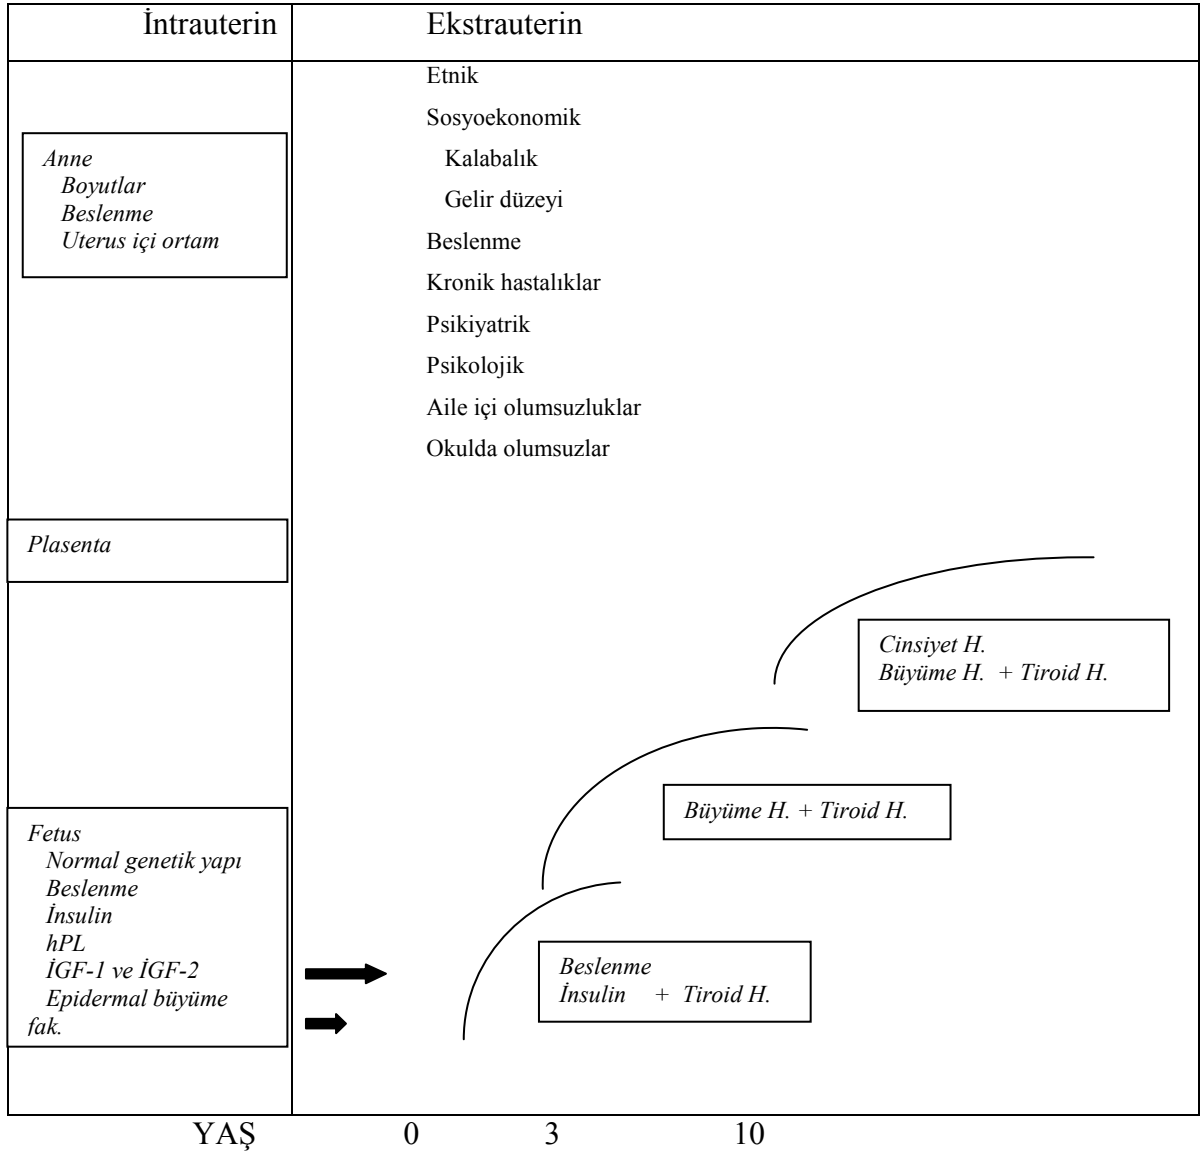 İntrauterin
Ekstrauterin
Anne
Boyutlar
Beslenme
Uterus içi ortam
Plasenta
Fetus
Normal genetik yapı
Beslenme
İnsulin
hPL
İGF-1 ve İGF-2
Epidermal büyüme
fak.
Etnik
Sosyoekonomik
Kalabalık
Gelir düzeyi
Beslenme
Kronik hastalıklar
Psikiyatrik
Psikolojik
Aile içi olumsuzluklar
Okulda olumsuzlar
Cinsiyet H.
Büyüme H. + Tiroid H.
Büyüme H. + Tiroid H.
Beslenme
İnsulin + Tiroid H.
YAŞ 0 3 10